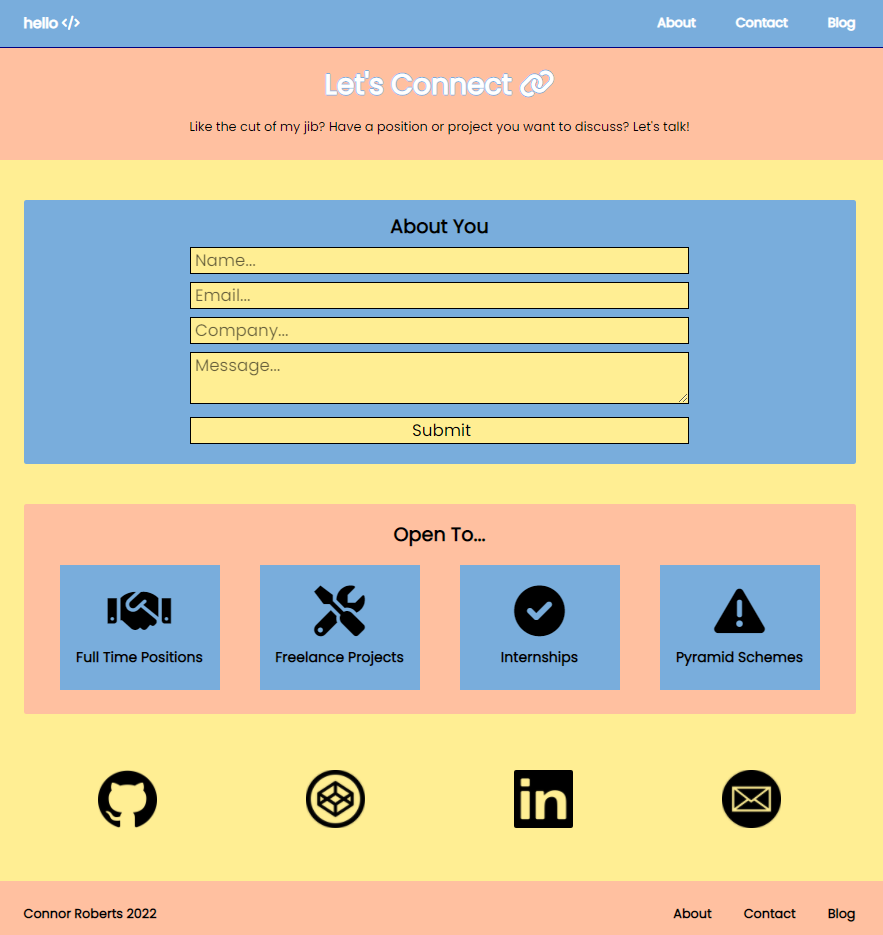 hello </>
About Contact Blog
Let's Connect
Like the cut of my jib? Have a position or project you want to discuss? Let's talk!
About You
Name...
Email...
Company...
Message...
Submit
Open To...
Full Time Positions
Freelance Projects
Internships
Pyramid Schemes
in
Connor Roberts 2022
About Contact Blog